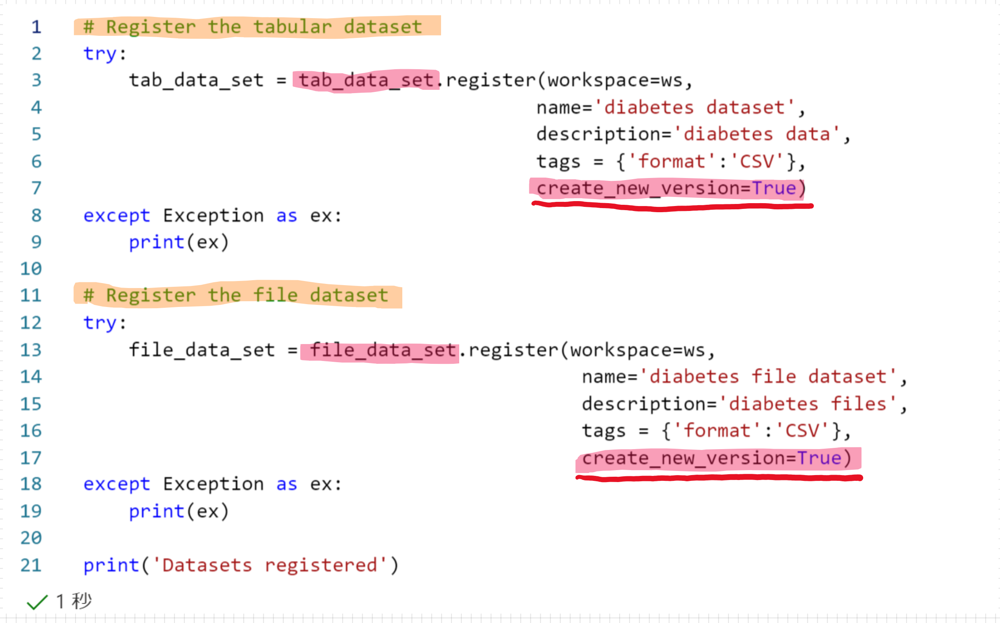 1 # Register the tabular dataset
2 try:
3     tab_data_set = tab_data_set.register(workspace=ws,
4                                         name='diabetes dataset',
5                                         description='diabetes data',
6                                         tags = {'format':'CSV'},
7                                         create_new_version=True)
8 except Exception as ex:
9     print(ex)
10
11 # Register the file dataset
12 try:
13     file_data_set = file_data_set.register(workspace=ws,
14                                             name='diabetes file dataset',
15                                             description='diabetes files',
16                                             tags = {'format':'CSV'},
17                                             create_new_version=True)
18 except Exception as ex:
19     print(ex)
20
21 print('Datasets registered')
1 秒